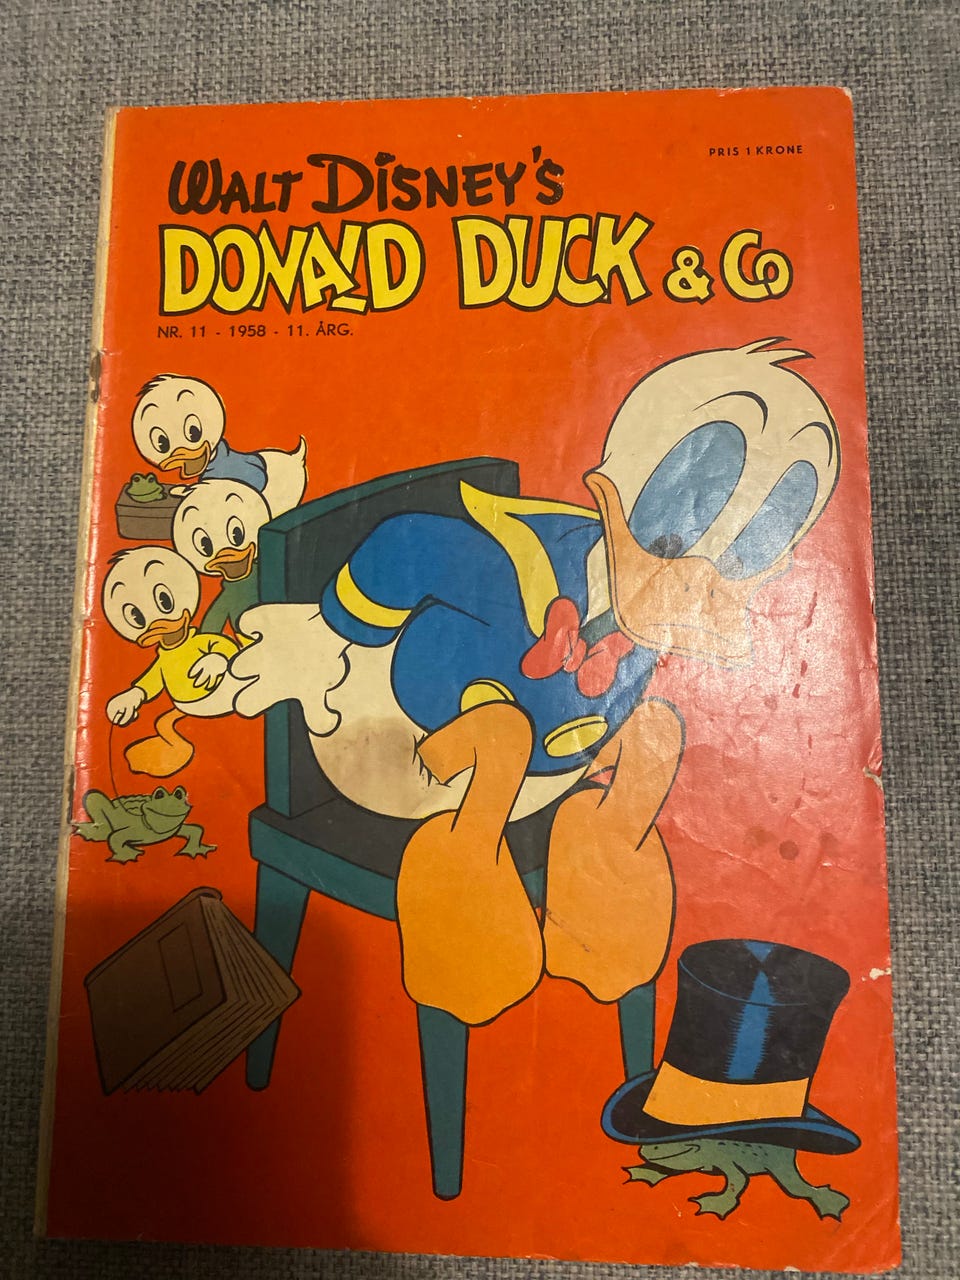 PRIS 1 KRONE
WALT DISNEY'S
DONALD DUCK & Co
NR. 11 - 1958 - 11. ÅRG.